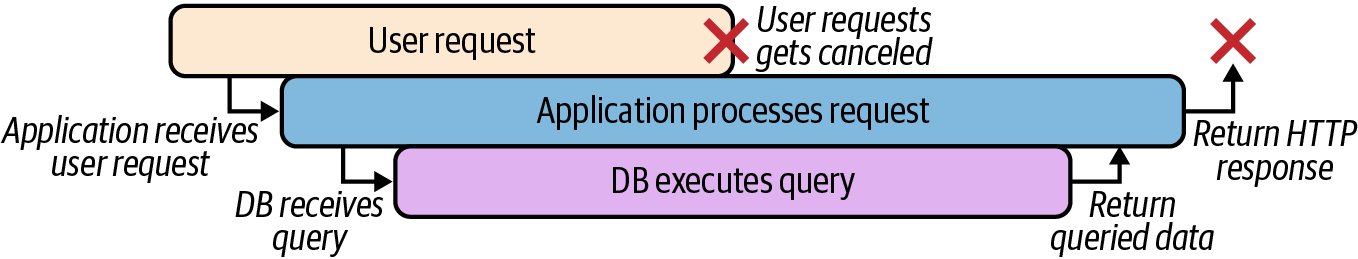 User request
User requests
gets canceled
Application receives
user request
Application processes request
Return HTTP
response
DB receives
query
DB executes query
Return
queried data